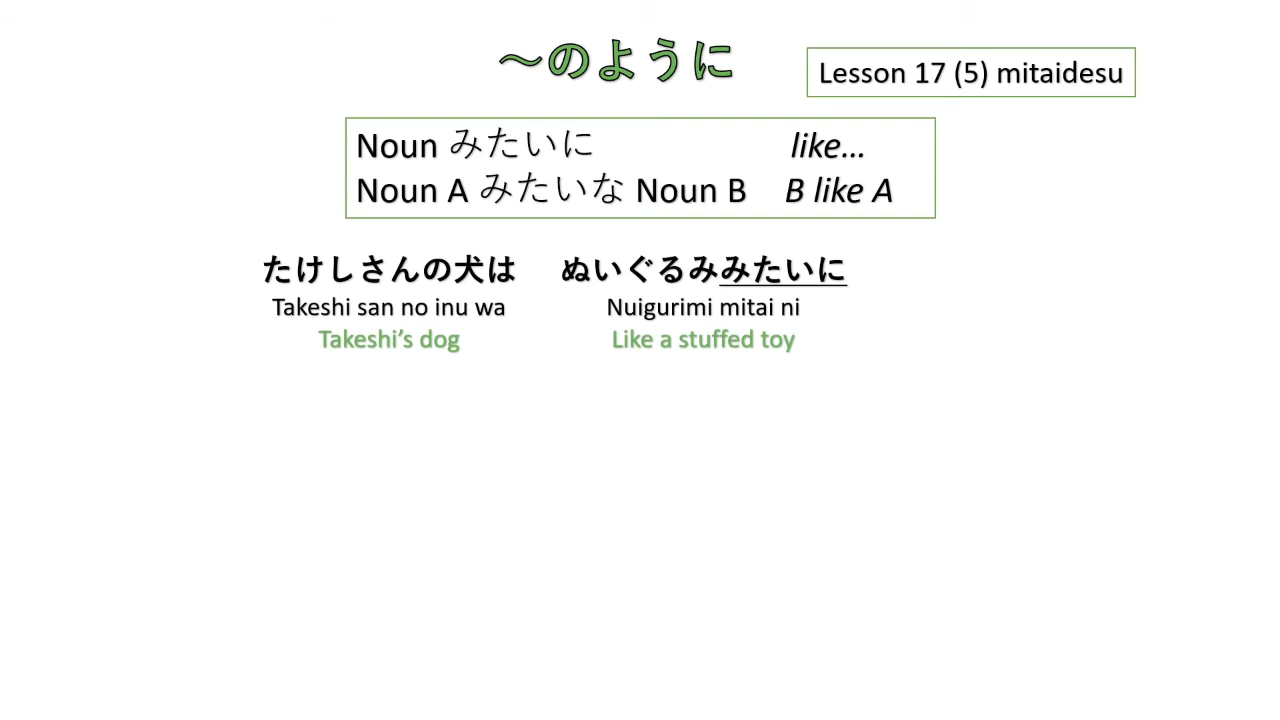 ～のように
Lesson 17 (5) mitaidesu
Noun みたいに like…
Noun A みたいな Noun B B like A
たけしさんの犬は ぬいぐるみみたいに
Takeshi san no inu wa Nuigurimi mitai ni
Takeshi’s dog Like a stuffed toy